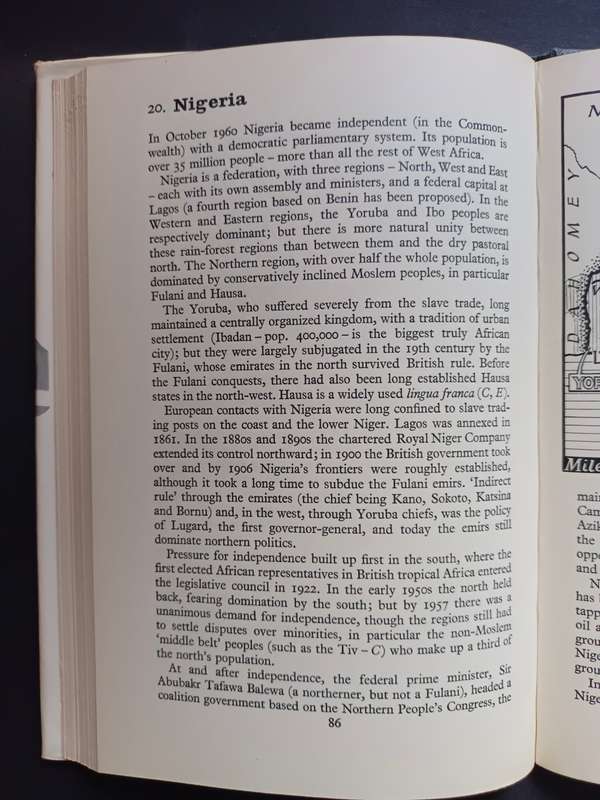 20. Nigeria
In October 1960 Nigeria became independent (in the Common-
wealth) with a democratic parliamentary system. Its population is
over 35 million people – more than all the rest of West Africa.
Nigeria is a federation, with three regions – North, West and East
– each with its own assembly and ministers, and a federal capital at
Lagos (a fourth region based on Benin has been proposed). In the
Western and Eastern regions, the Yoruba and Ibo peoples are
respectively dominant; but there is more natural unity between
these rain-forest regions than between them and the dry pastoral
north. The Northern region, with over half the whole population, is
dominated by conservatively inclined Moslem peoples, in particular
Fulani and Hausa.
The Yoruba, who suffered severely from the slave trade, long
maintained a centrally organized kingdom, with a tradition of urban
settlement (Ibadan – pop. 400,000 – is the biggest truly African
city); but they were largely subjugated in the 19th century by the
Fulani, whose emirates in the north survived British rule. Before
the Fulani conquests, there had also been long established Hausa
states in the north-west. Hausa is a widely used lingua franca (C, E).
European contacts with Nigeria were long confined to slave trad-
ing posts on the coast and the lower Niger. Lagos was annexed in
1861. In the 1880s and 1890s the chartered Royal Niger Company
extended its control northward; in 1900 the British government took
over and by 1906 Nigeria's frontiers were roughly established,
although it took a long time to subdue the Fulani emirs. 'Indirect
rule' through the emirates (the chief being Kano, Sokoto, Katsina
and Bornu) and, in the west, through Yoruba chiefs, was the policy
of Lugard, the first governor-general, and today the emirs still
dominate northern politics.
Pressure for independence built up first in the south, where the
first elected African representatives in British tropical Africa entered
the legislative council in 1922. In the early 1950s the north held
back, fearing domination by the south; but by 1957 there was a
unanimous demand for independence, though the regions still had
to settle disputes over minorities, in particular the non-Moslem
'middle belt' peoples (such as the Tiv – C) who make up a third of
the north's population.
At and after independence, the federal prime minister, Sir
Abubakr Tafawa Balewa (a northerner, but not a Fulani), headed a
coalition government based on the Northern People's Congress, the
86
DAHOMEY
YOR
Mile
main
Cam
Azik
the
oppo
and
N
has
tapp
oil a
grou
Nige
grou
In
Nige